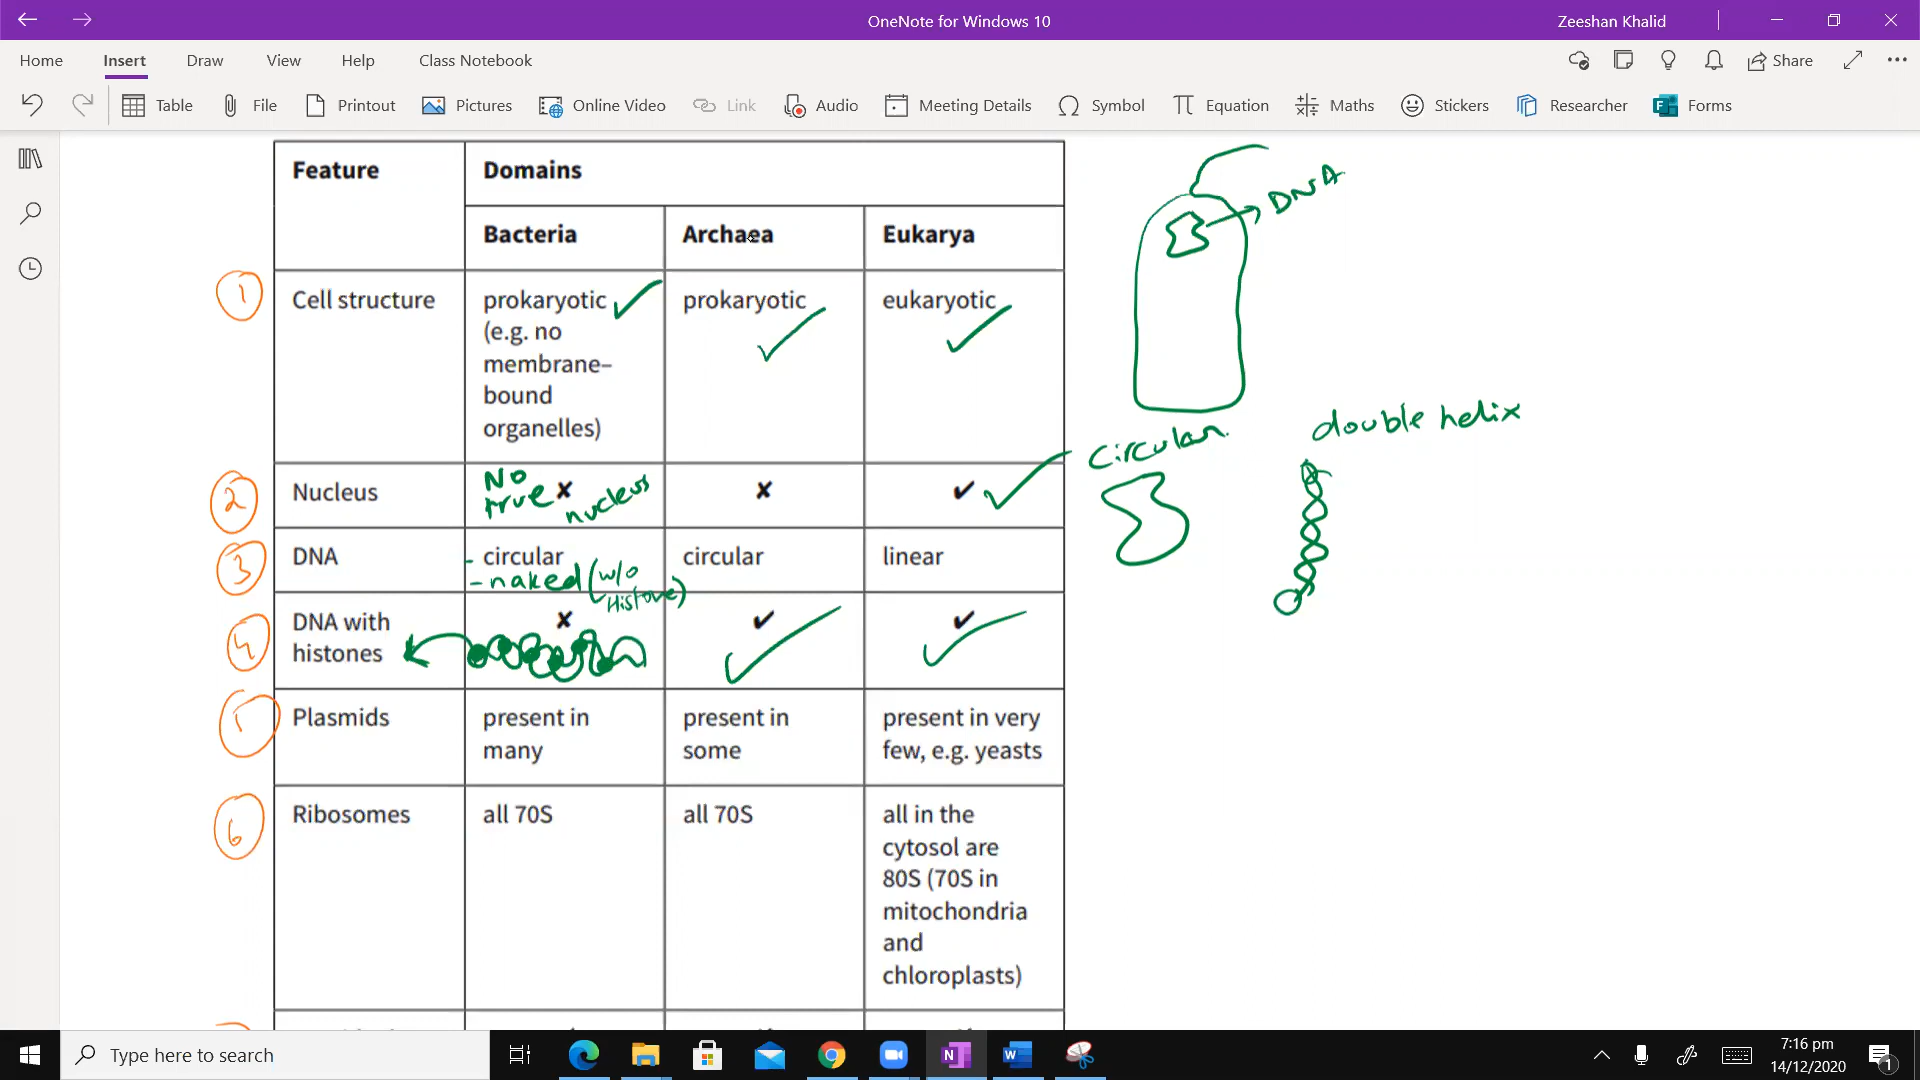 OneNote for Windows 10
Zeeshan Khalid
Home
Insert
Draw
View
Help
Class Notebook
Share
Table
File
Printout
Pictures
Online Video
Link
Audio
Meeting Details
Symbol
Equation
Maths
Stickers
Researcher
Forms
Feature
Domains
Bacteria
Archaea
Eukarya
1
Cell structure
prokaryotic
(e.g. no
membrane–
bound
organelles)
prokaryotic
eukaryotic
2
Nucleus
No
true
nucleus
✘
✘
✔
3
DNA
- circular
- naked (w/o
Histone)
circular
linear
4
DNA with
histones
✘
✔
✔
Plasmids
present in
many
present in
some
present in very
few, e.g. yeasts
6
Ribosomes
all 70S
all 70S
all in the
cytosol are
80S (70S in
mitochondria
and
chloroplasts)
DNA
circular
double helix
Type here to search
7:16 pm
14/12/2020
1